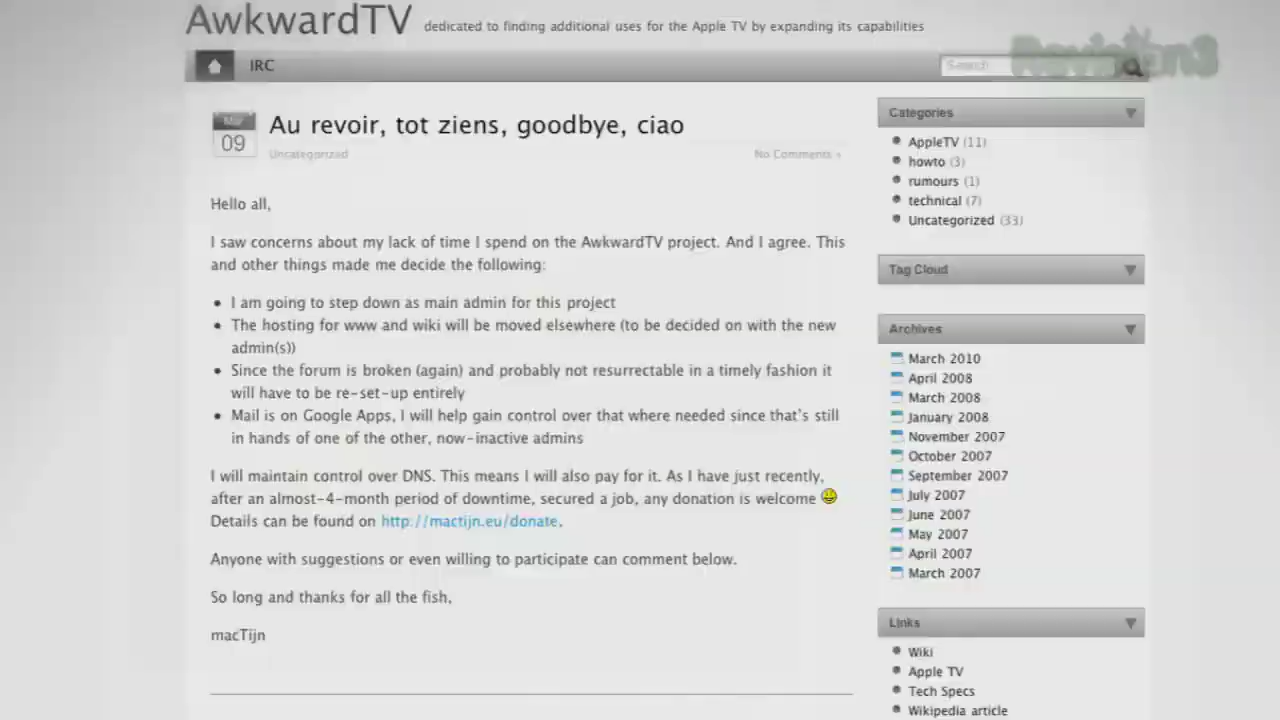 AwkwardTV dedicated to finding additional uses for the Apple TV by expanding its capabilities
Revision3
IRC
Search
Mar
09
Au revoir, tot ziens, goodbye, ciao
Uncategorized
No Comments »
Hello all,
I saw concerns about my lack of time I spend on the AwkwardTV project. And I agree. This
and other things made me decide the following:
• I am going to step down as main admin for this project
• The hosting for www and wiki will be moved elsewhere (to be decided on with the new
admin(s))
• Since the forum is broken (again) and probably not resurrectable in a timely fashion it
will have to be re-set-up entirely
• Mail is on Google Apps, I will help gain control over that where needed since that's still
in hands of one of the other, now-inactive admins
I will maintain control over DNS. This means I will also pay for it. As I have just recently,
after an almost-4-month period of downtime, secured a job, any donation is welcome
Details can be found on http://mactijn.eu/donate.
Anyone with suggestions or even willing to participate can comment below.
So long and thanks for all the fish,
macTijn
Categories
AppleTV (11)
howto (3)
rumours (1)
technical (7)
Uncategorized (33)
Tag Cloud
Archives
March 2010
April 2008
March 2008
January 2008
November 2007
October 2007
September 2007
July 2007
June 2007
May 2007
April 2007
March 2007
Links
Wiki
Apple TV
Tech Specs
Wikipedia article